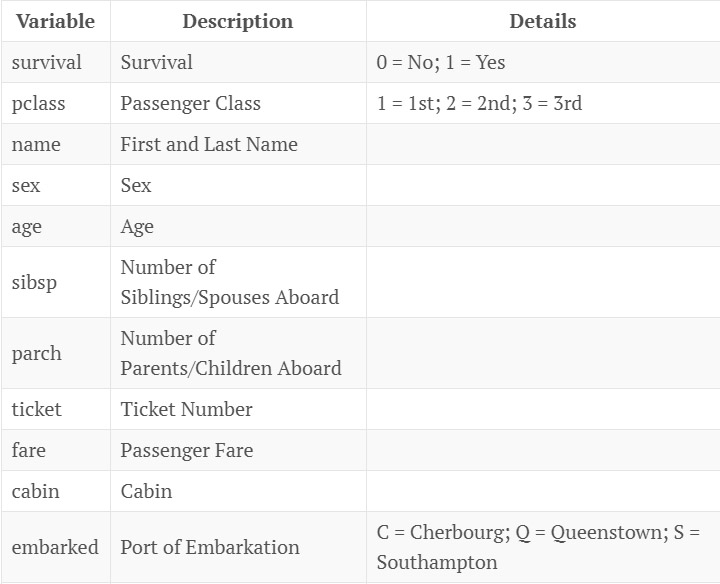 Variable Description Details
survival Survival 0 = No; 1 = Yes
pclass Passenger Class 1 = 1st; 2 = 2nd; 3 = 3rd
name First and Last Name
sex Sex
age Age
sibsp Number of
Siblings/Spouses Aboard
parch Number of
Parents/Children Aboard
ticket Ticket Number
fare Passenger Fare
cabin Cabin
embarked Port of Embarkation C = Cherbourg; Q = Queenstown; S =
Southampton